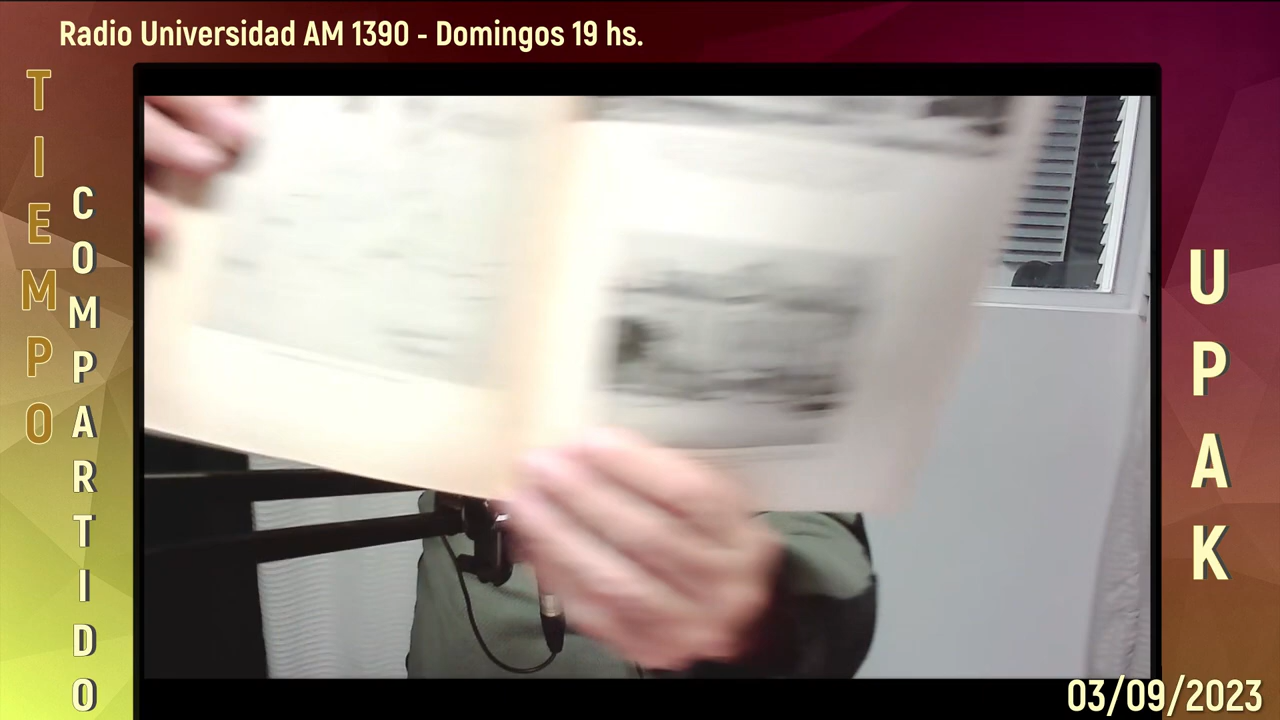 Radio Universidad AM 1390 - Domingos 19 hs.
TIEMPO
COMPARTIDO
UPAK
03/09/2023